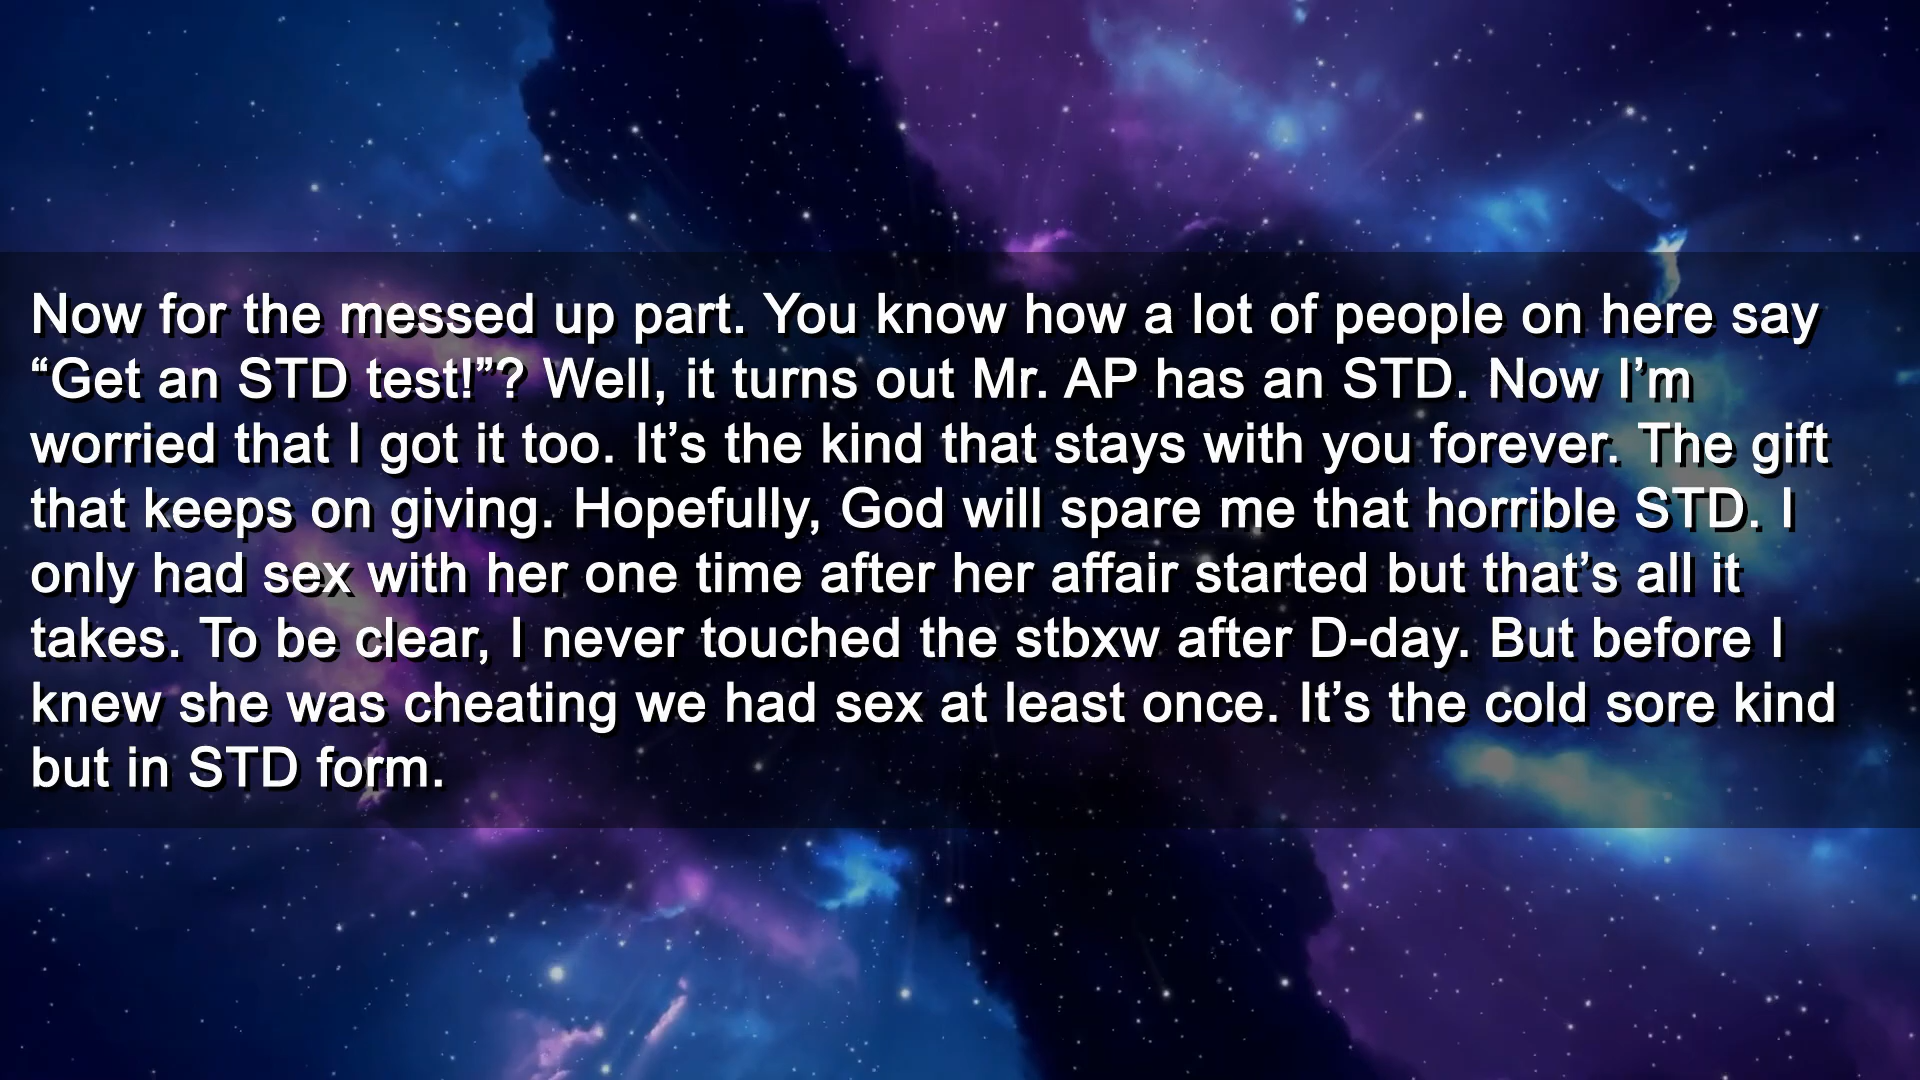 Now for the messed up part. You know how a lot of people on here say
“Get an STD test!”? Well, it turns out Mr. AP has an STD. Now I’m
worried that I got it too. It’s the kind that stays with you forever. The gift
that keeps on giving. Hopefully, God will spare me that horrible STD. I
only had sex with her one time after her affair started but that’s all it
takes. To be clear, I never touched the stbxw after D-day. But before I
knew she was cheating we had sex at least once. It’s the cold sore kind
but in STD form.